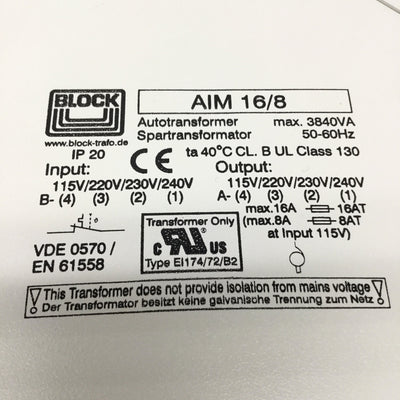 BLOCK
www.block-trafo.de
AIM 16/8
Autotransformer max. 3840VA
Spartransformator 50-60Hz
IP 20 CE ta 40°C CL. B UL Class 130
Input: Output:
115V/220V/230V/240V 115V/220V/230V/240V
B- (4) (3) (2) (1) A- (4) (3) (2) (1)
max.16A 16AT
(max.8A 8AT
at Input 115V)
Transformer Only
c RU US
Type EI174/72/B2
VDE 0570 /
EN 61558
! This Transformer does not provide isolation from mains voltage !
Der Transformator besitzt keine galvanische Trennung zum Netz